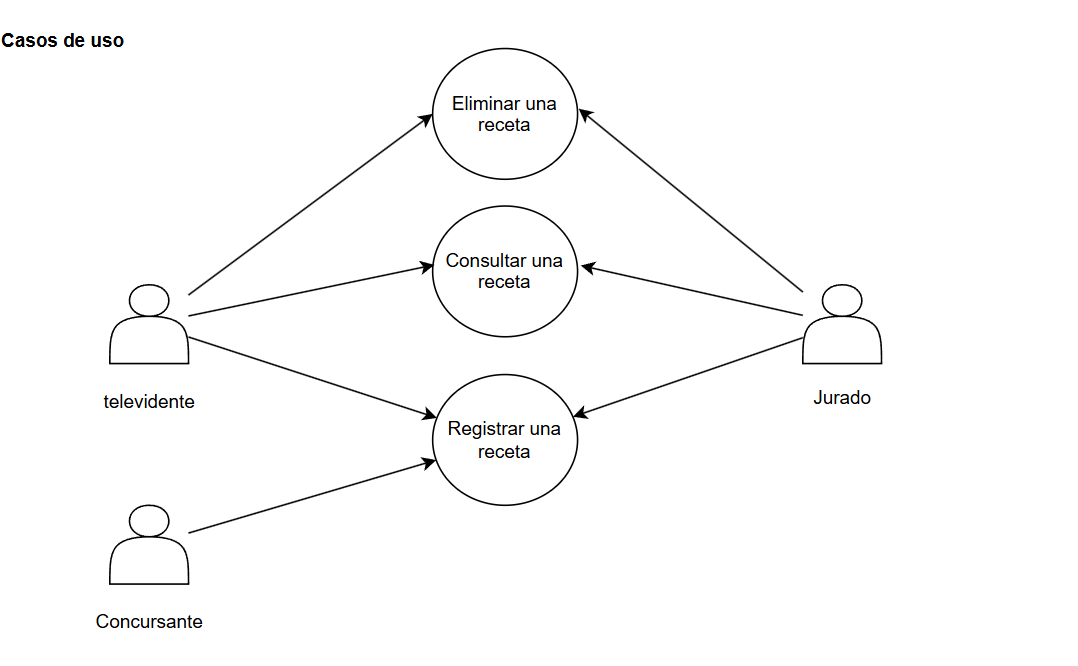 Casos de uso
Eliminar una
receta
Consultar una
receta
televidente
Jurado
Registrar una
receta
Concursante